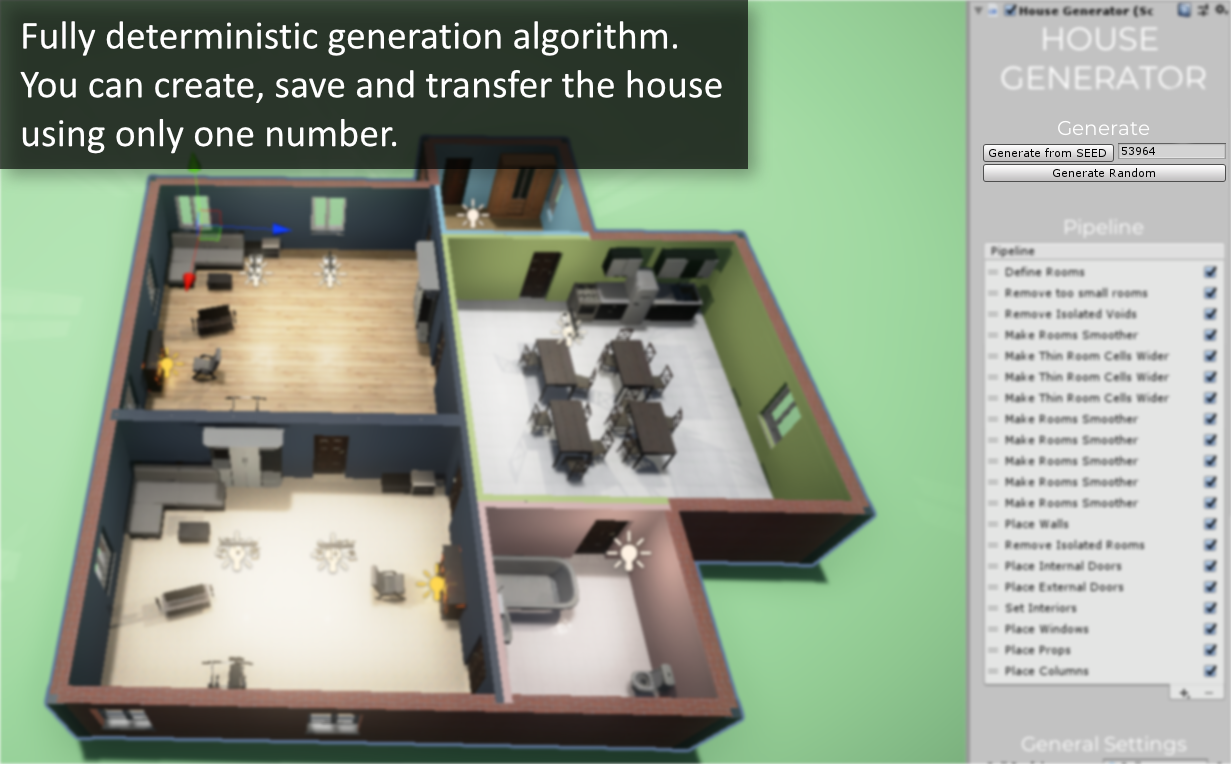 Fully deterministic generation algorithm.
You can create, save and transfer the house
using only one number.
House Generator (Sc
HOUSE
GENERATOR
Generate
Generate from SEED 53964
Generate Random
Pipeline
Pipeline
Define Rooms
Remove too small rooms
Remove Isolated Voids
Make Rooms Smoother
Make Thin Room Cells Wider
Make Thin Room Cells Wider
Make Thin Room Cells Wider
Make Rooms Smoother
Make Rooms Smoother
Make Rooms Smoother
Make Rooms Smoother
Make Rooms Smoother
Place Walls
Remove Isolated Rooms
Place Internal Doors
Place External Doors
Set Interiors
Place Windows
Place Props
Place Columns
General Settings